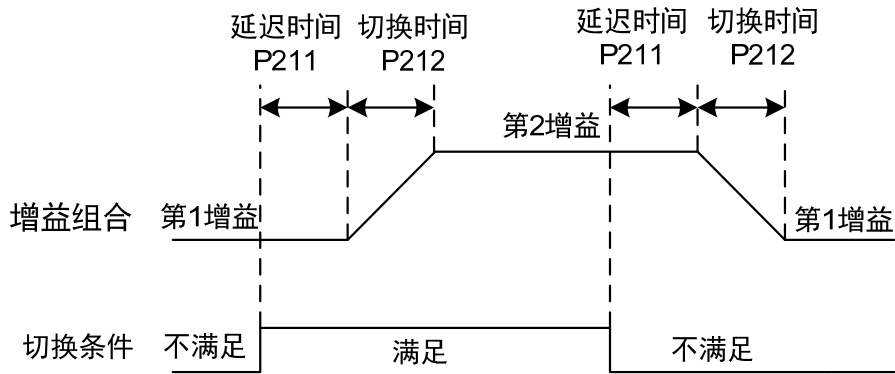 延迟时间 切换时间 延迟时间 切换时间
P211 P212 P211 P212
第2增益
增益组合 第1增益 第1增益
切换条件 不满足 满足 不满足